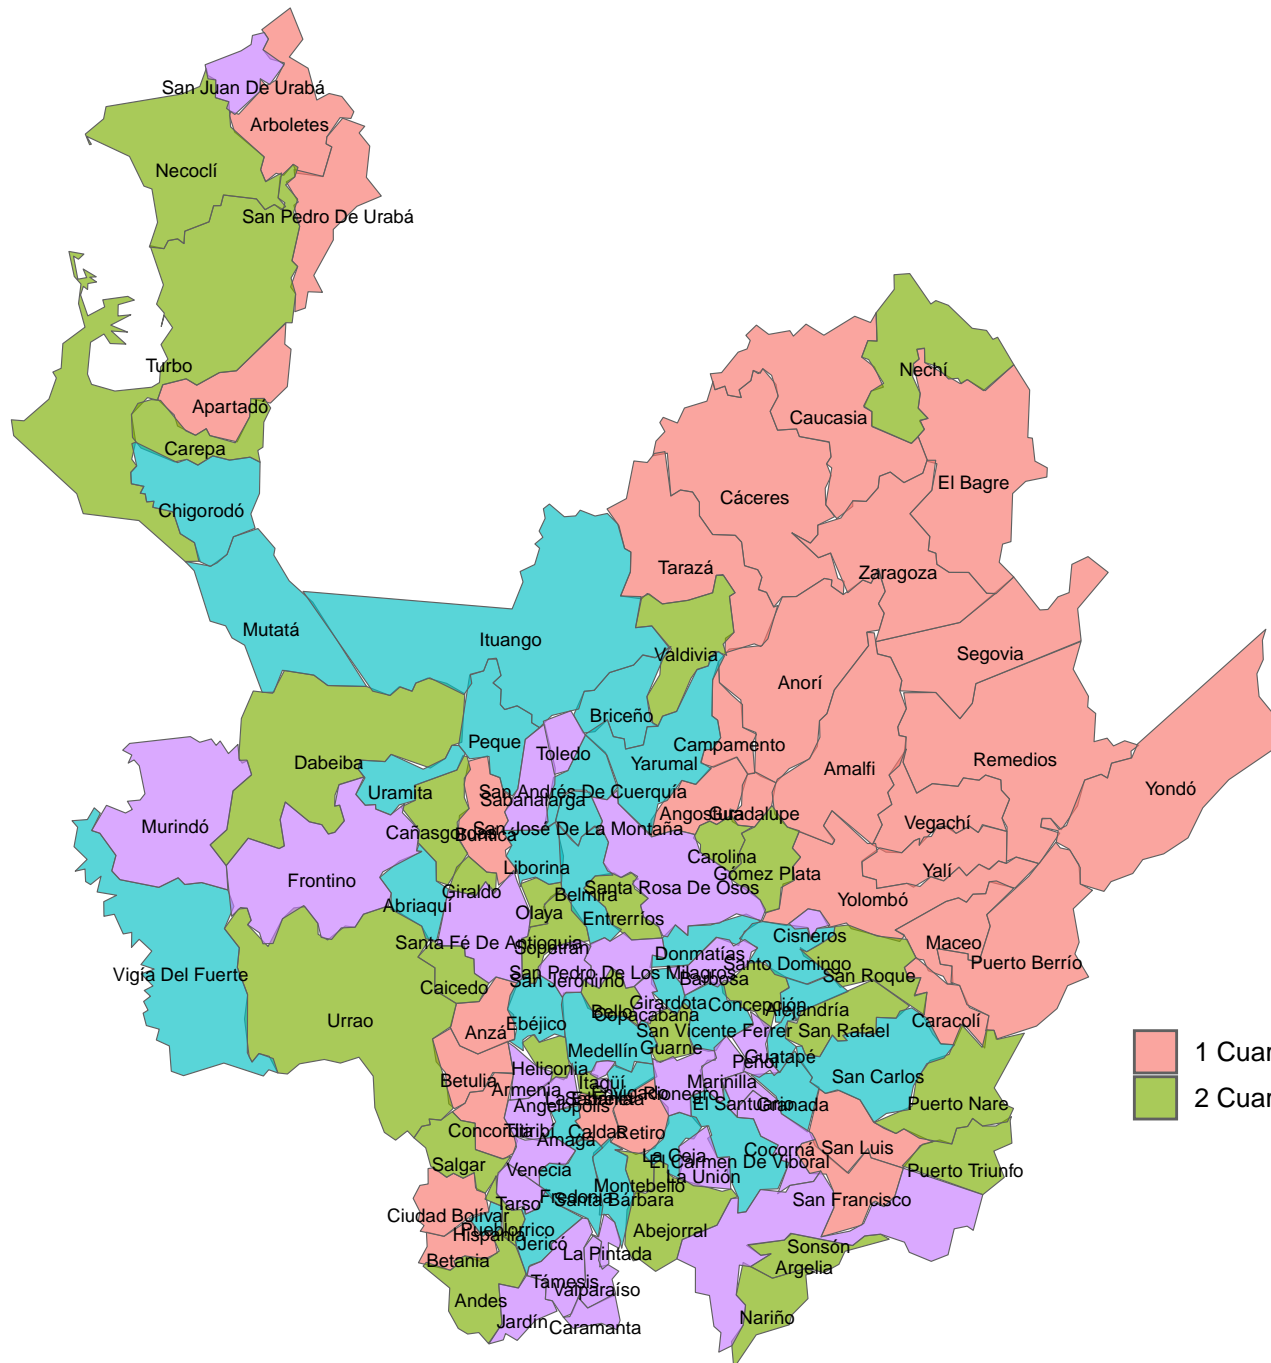 San Juan De Urabá
Arboletes
Necoclí
San Pedro De Urabá
Turbo
Nechí
Apartadó
Caucasia
Carepa
El Bagre
Cáceres
Chigorodó
Tarazá
Zaragoza
Mutatá
Ituango
Valdivia
Segovia
Anorí
Briceño
Peque
Campamento
Toledo
Dabeiba
Yarumal
Remedios
Amalfi
Yondó
Uramita
San Andrés De Cuerquía
Sabanalarga
Angostura
Guadalupe
Vegachí
Murindó
Cañasgordas
Buriticá
San José De La Montaña
Carolina
Liborina
Gómez Plata
Yalí
Frontino
Giraldo
Santa Rosa De Osos
Belmira
Yolombó
Abriaquí
Olaya
Entrerríos
Cisneros
Santa Fé De Antioquia
Sopetrán
Maceo
Donmatías
Santo Domingo
Puerto Berrío
Vigía Del Fuerte
San Pedro De Los Milagros
San Jerónimo
Barbosa
San Roque
Caicedo
Girardota
Concepción
Bello
Copacabana
Alejandría
Urrao
Anzá
Ebéjico
San Vicente Ferrer
San Rafael
Caracolí
Medellín
Guarne
1 Cuar
Guatapé
Peñol
Heliconia
Betulia
Armenia
Itagüí
Marinilla
San Carlos
Envigado
Rionegro
La Estrella
Sabaneta
Angelópolis
El Santuario
Granada
Puerto Nare
2 Cuar
Concordia
Titiribí
Amagá
Caldas
Retiro
San Luis
Cocorná
La Ceja
El Carmen De Viboral
Salgar
Venecia
La Unión
Puerto Triunfo
Montebello
Tarso
Fredonia
Santa Bárbara
San Francisco
Ciudad Bolívar
Pueblorrico
Hispania
Abejorral
Jericó
La Pintada
Sonsón
Betania
Argelia
Támesis
Valparaíso
Andes
Jardín
Caramanta
Nariño